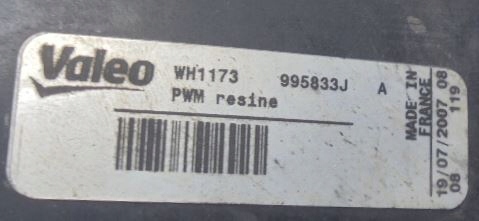 Valeo WH1173 995833J A
PWM resine
MADE IN
FRANCE
19/07/2007 08
08 119